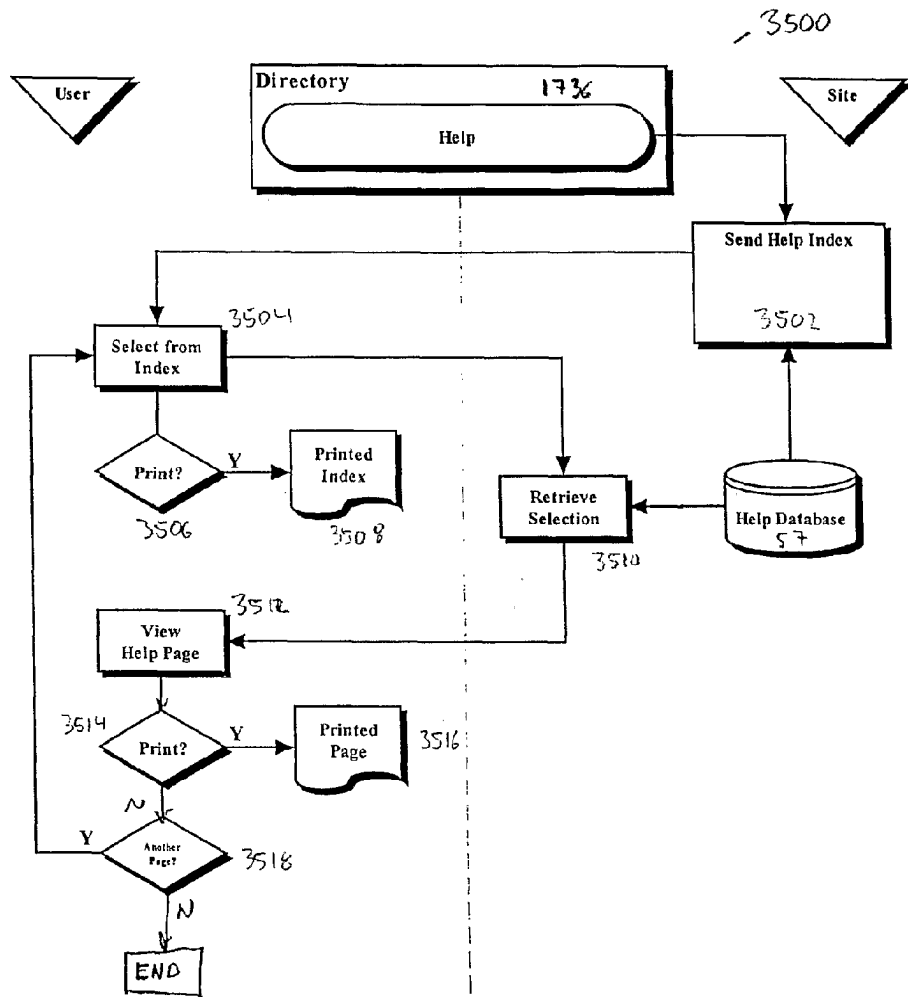 3500
User
Directory
1736
Help
Site
Send Help Index
3502
3504
Select from
Index
Print?
Y
3506
Printed
Index
3508
Retrieve
Selection
3510
Help Database
57
3512
View
Help Page
3514
Print?
Y
Printed
Page
3516
N
Y
Another
Page?
3518
N
END